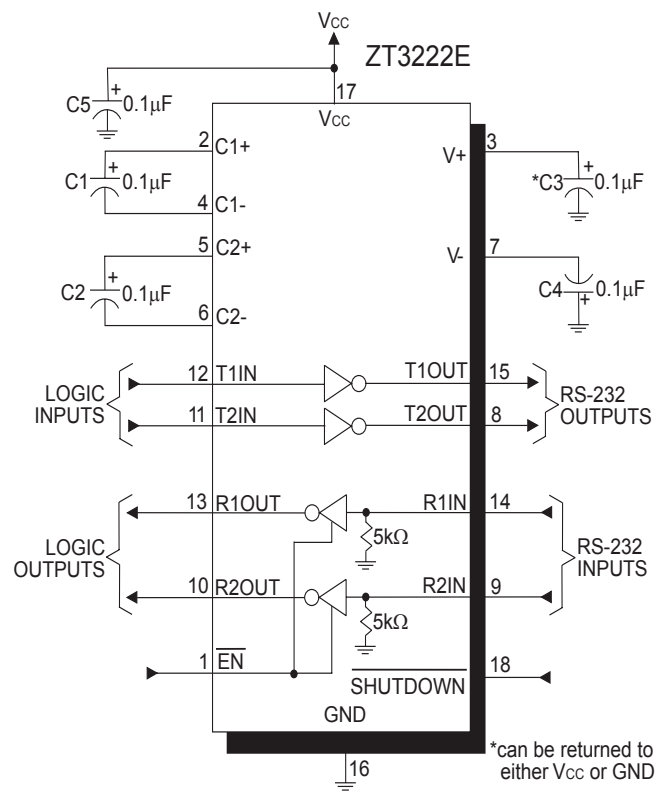 Vcc
ZT3222E
17
Vcc
C5
+
0.1µF
2
C1+
C1
+
0.1µF
4
C1-
5
C2+
C2
+
0.1µF
6
C2-
V+
3
*C3
+
0.1µF
V-
7
C4
+
0.1µF
LOGIC
INPUTS
12
T1IN
T1OUT
15
11
T2IN
T2OUT
8
RS-232
OUTPUTS
LOGIC
OUTPUTS
13
R1OUT
R1IN
14
5kΩ
10
R2OUT
R2IN
9
5kΩ
RS-232
INPUTS
1
EN
SHUTDOWN
18
GND
16
*can be returned to
either Vcc or GND